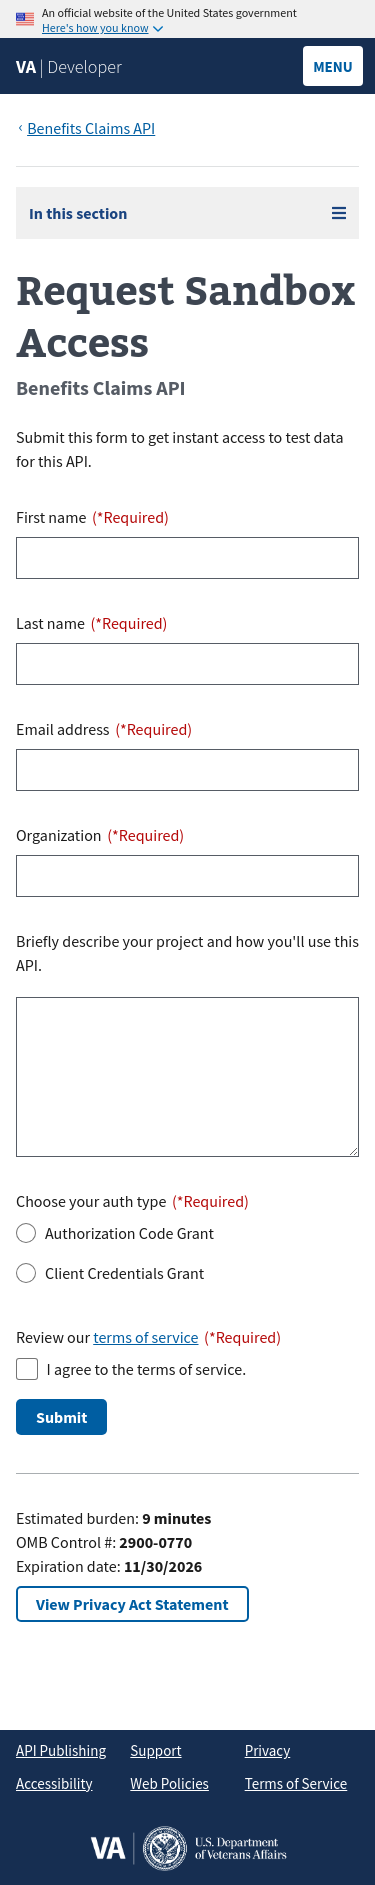 An official website of the United States government
Here's how you know
VA | Developer
MENU
‹ Benefits Claims API
In this section
Request Sandbox
Access
Benefits Claims API
Submit this form to get instant access to test data
for this API.
First name (*Required)
Last name (*Required)
Email address (*Required)
Organization (*Required)
Briefly describe your project and how you'll use this
API.
Choose your auth type (*Required)
Authorization Code Grant
Client Credentials Grant
Review our terms of service (*Required)
I agree to the terms of service.
Submit
Estimated burden: 9 minutes
OMB Control #: 2900-0770
Expiration date: 11/30/2026
View Privacy Act Statement
API Publishing Support Privacy
Accessibility Web Policies Terms of Service
VA
U.S. Department
of Veterans Affairs